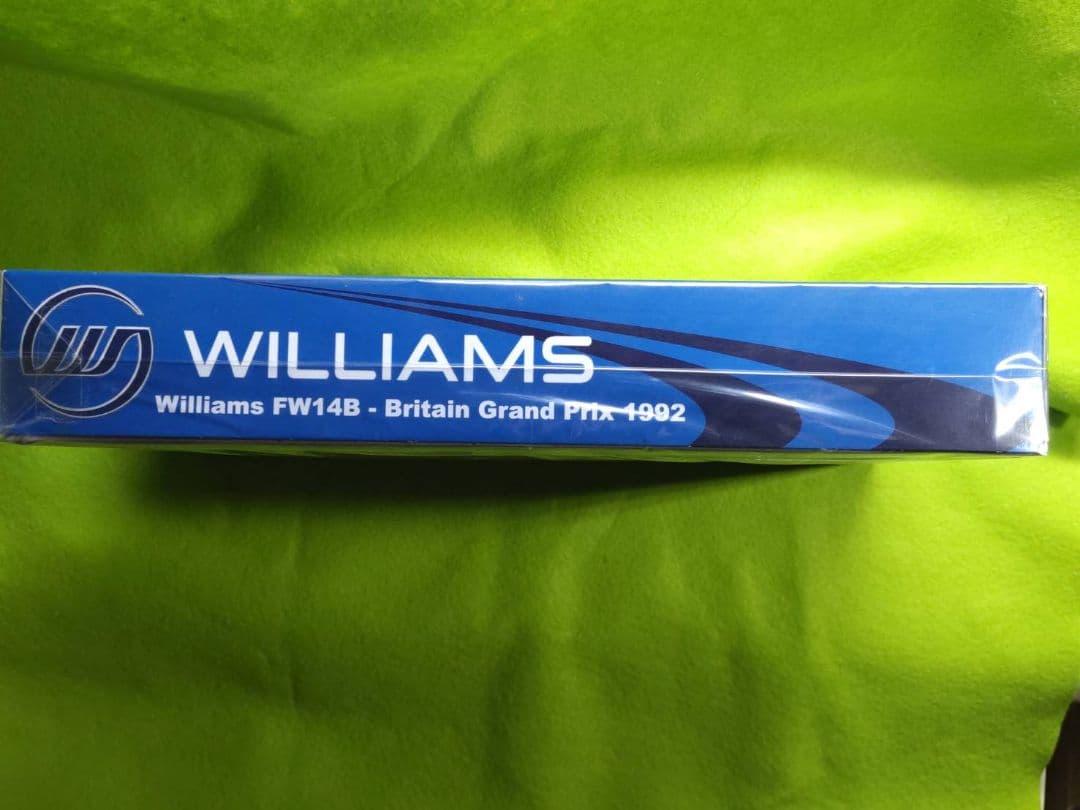 WILLIAMS
Williams FW14B - Britain Grand Prix 1992